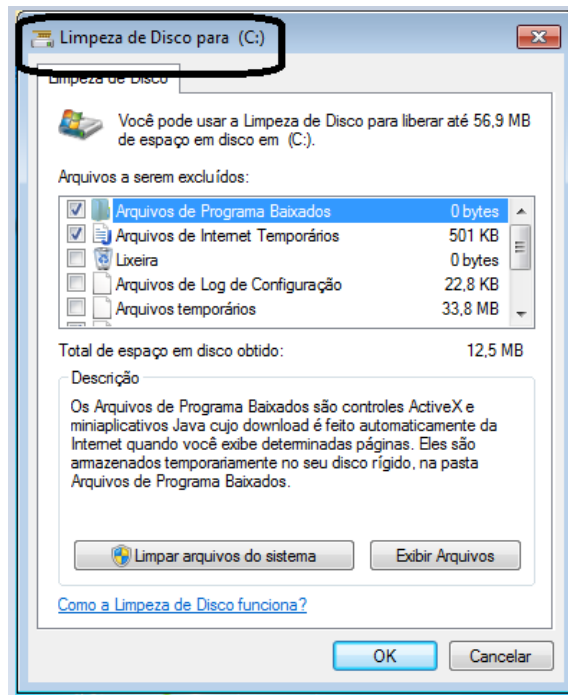 Limpeza de Disco para (C:)
Limpeza de Disco
Você pode usar a Limpeza de Disco para liberar até 56,9 MB
de espaço em disco em (C:).
Arquivos a serem excluídos:
Arquivos de Programa Baixados 0 bytes
Arquivos de Internet Temporários 501 KB
Lixeira 0 bytes
Arquivos de Log de Configuração 22,8 KB
Arquivos temporários 33,8 MB
Total de espaço em disco obtido: 12,5 MB
Descrição
Os Arquivos de Programa Baixados são controles ActiveX e
miniaplicativos Java cujo download é feito automaticamente da
Internet quando você exibe determinadas páginas. Eles são
armazenados temporariamente no seu disco rígido, na pasta
Arquivos de Programa Baixados.
Limpar arquivos do sistema Exibir Arquivos
Como a Limpeza de Disco funciona?
OK Cancelar